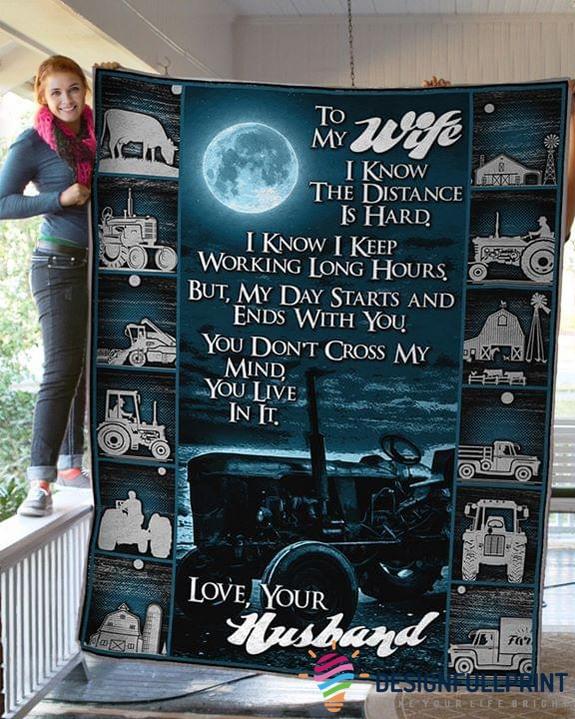 To
My Wife
I Know
The Distance
Is Hard.
I Know I Keep
Working Long Hours.
But, My Day Starts and
Ends With You.
You Don't Cross My
Mind,
You Live
In It.
Love, Your
Husband
DESIGNFULLPRINT